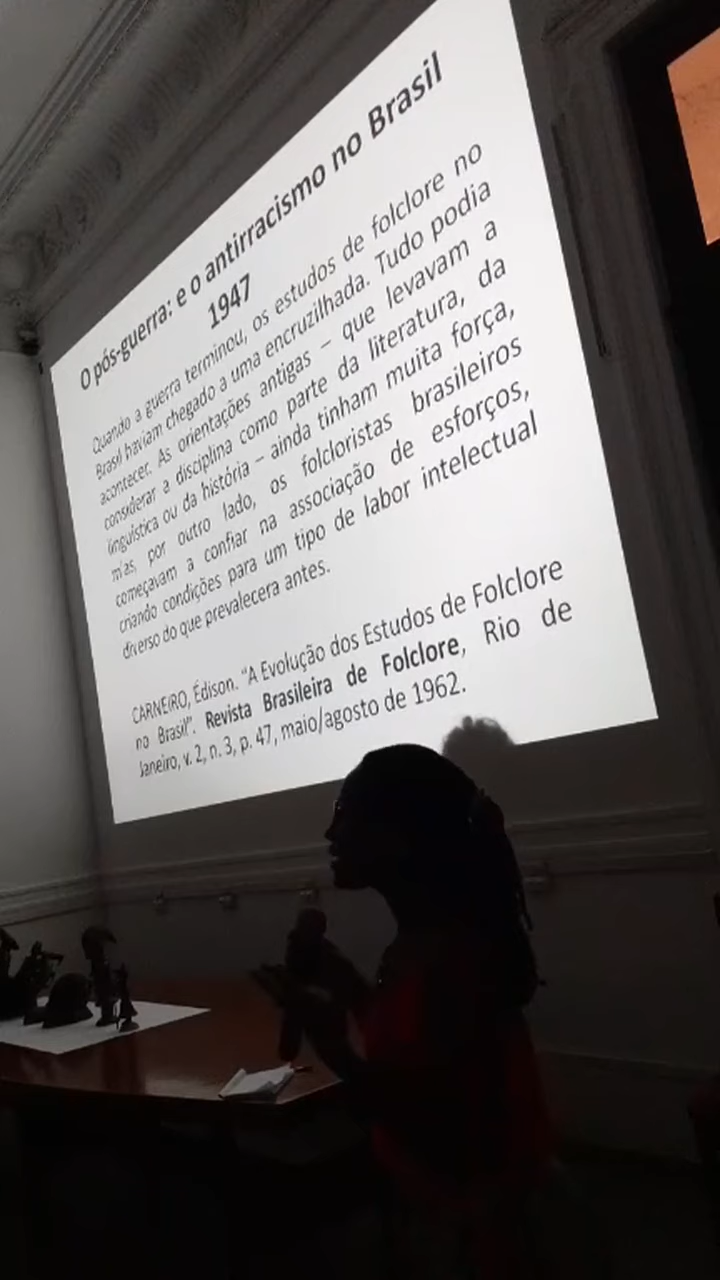 O pós-guerra: e o antirracismo no Brasil
1947
Quando a guerra terminou, os estudos de folclore no
Brasil haviam chegado a uma encruzilhada. Tudo podia
acontecer. As orientações antigas – que levavam a
considerar a disciplina como parte da literatura, da
linguística ou da história – ainda tinham muita força,
mas, por outro lado, os folcloristas brasileiros
começavam a confiar na associação de esforços,
criando condições para um tipo de labor intelectual
diverso do que prevalecera antes.
CARNEIRO, Édison. “A Evolução dos Estudos de Folclore
no Brasil”. Revista Brasileira de Folclore, Rio de
Janeiro, v. 2, n. 3, p. 47, maio/agosto de 1962.